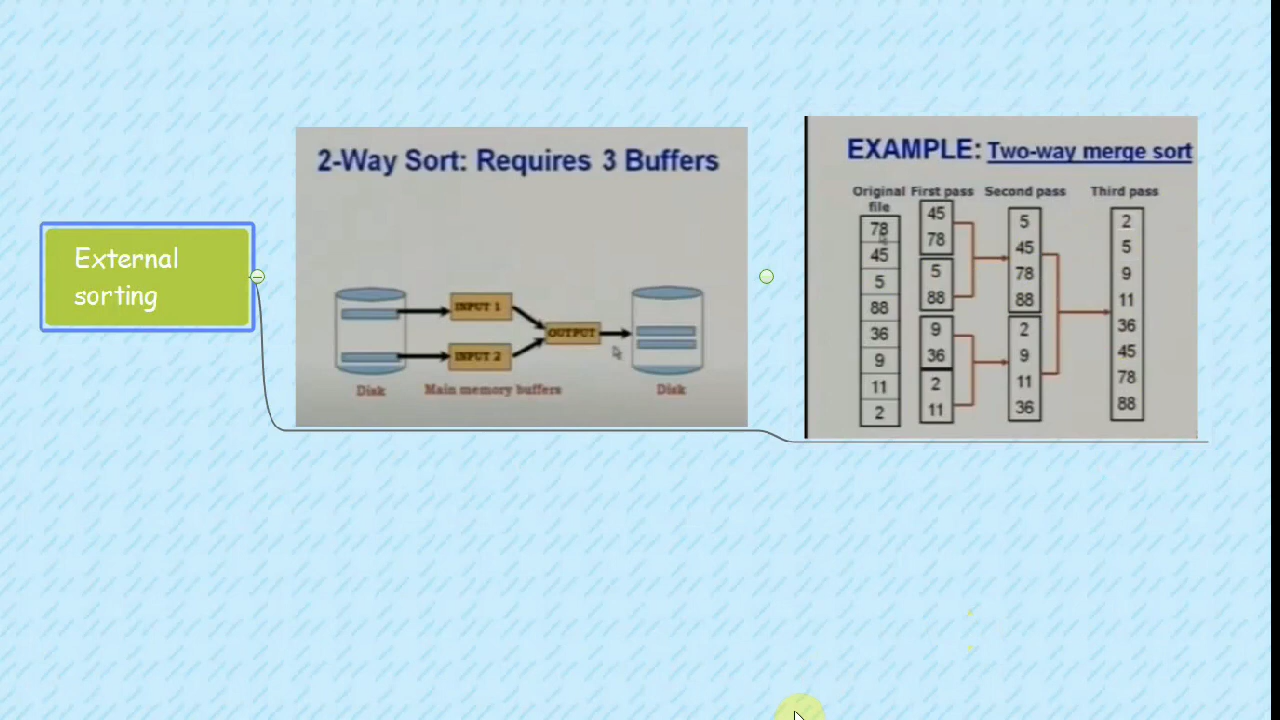 External
sorting
2-Way Sort: Requires 3 Buffers
INPUT 1
INPUT 2
OUTPUT
Disk
Main memory buffers
Disk
EXAMPLE: Two-way merge sort
Original
file
First pass
Second pass
Third pass
78
45
5
88
36
9
11
2
45
78
5
88
9
36
2
11
5
45
78
88
2
9
11
36
2
5
9
11
36
45
78
88